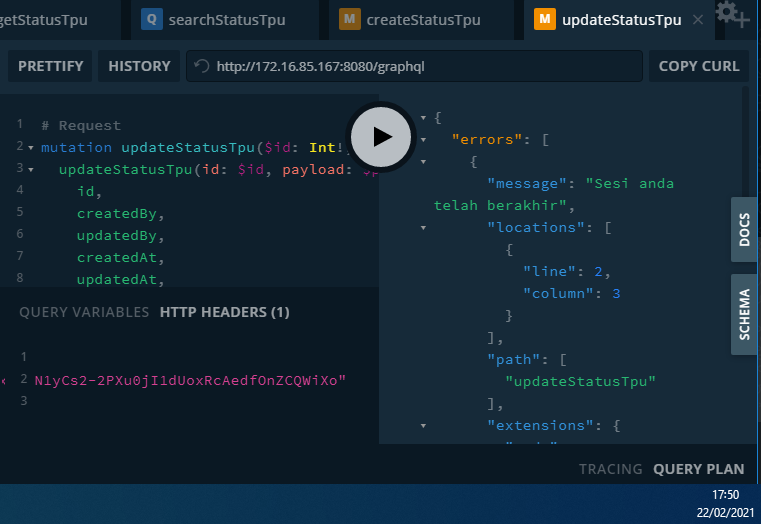 getStatusTpu
Q searchStatusTpu
M createStatusTpu
M updateStatusTpu
PRETTIFY HISTORY http://172.16.85.167:8080/graphql COPY CURL
1 # Request
2 mutation updateStatusTpu($id: Int!
3 updateStatusTpu(id: $id, payload: $p
4 id,
5 createdBy,
6 updatedBy,
7 createdAt,
8 updatedAt,
QUERY VARIABLES HTTP HEADERS (1)
1
2 N1yCs2-2PXu0jI1dUoxRcAedfOnZCQWiXo"
3
{
"errors": [
{
"message": "Sesi anda
telah berakhir",
"locations": [
{
"line": 2,
"column": 3
}
],
"path": [
"updateStatusTpu"
],
"extensions": {
DOCS
SCHEMA
TRACING QUERY PLAN
17:50
22/02/2021